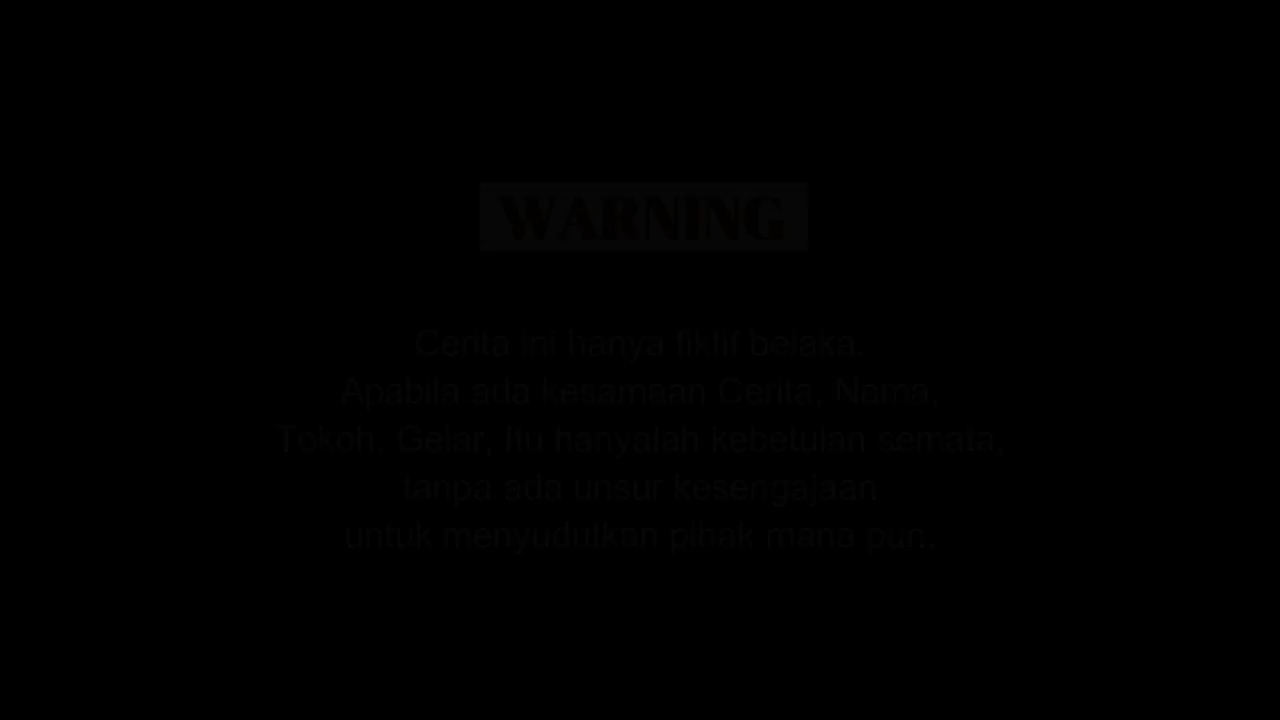 WARNING
Cerita ini hanya fiktif belaka.
Apabila ada kesamaan Cerita, Nama,
Tokoh, Gelar, Itu hanyalah kebetulan semata,
tanpa ada unsur kesengajaan
untuk menyudutkan pihak mana pun.